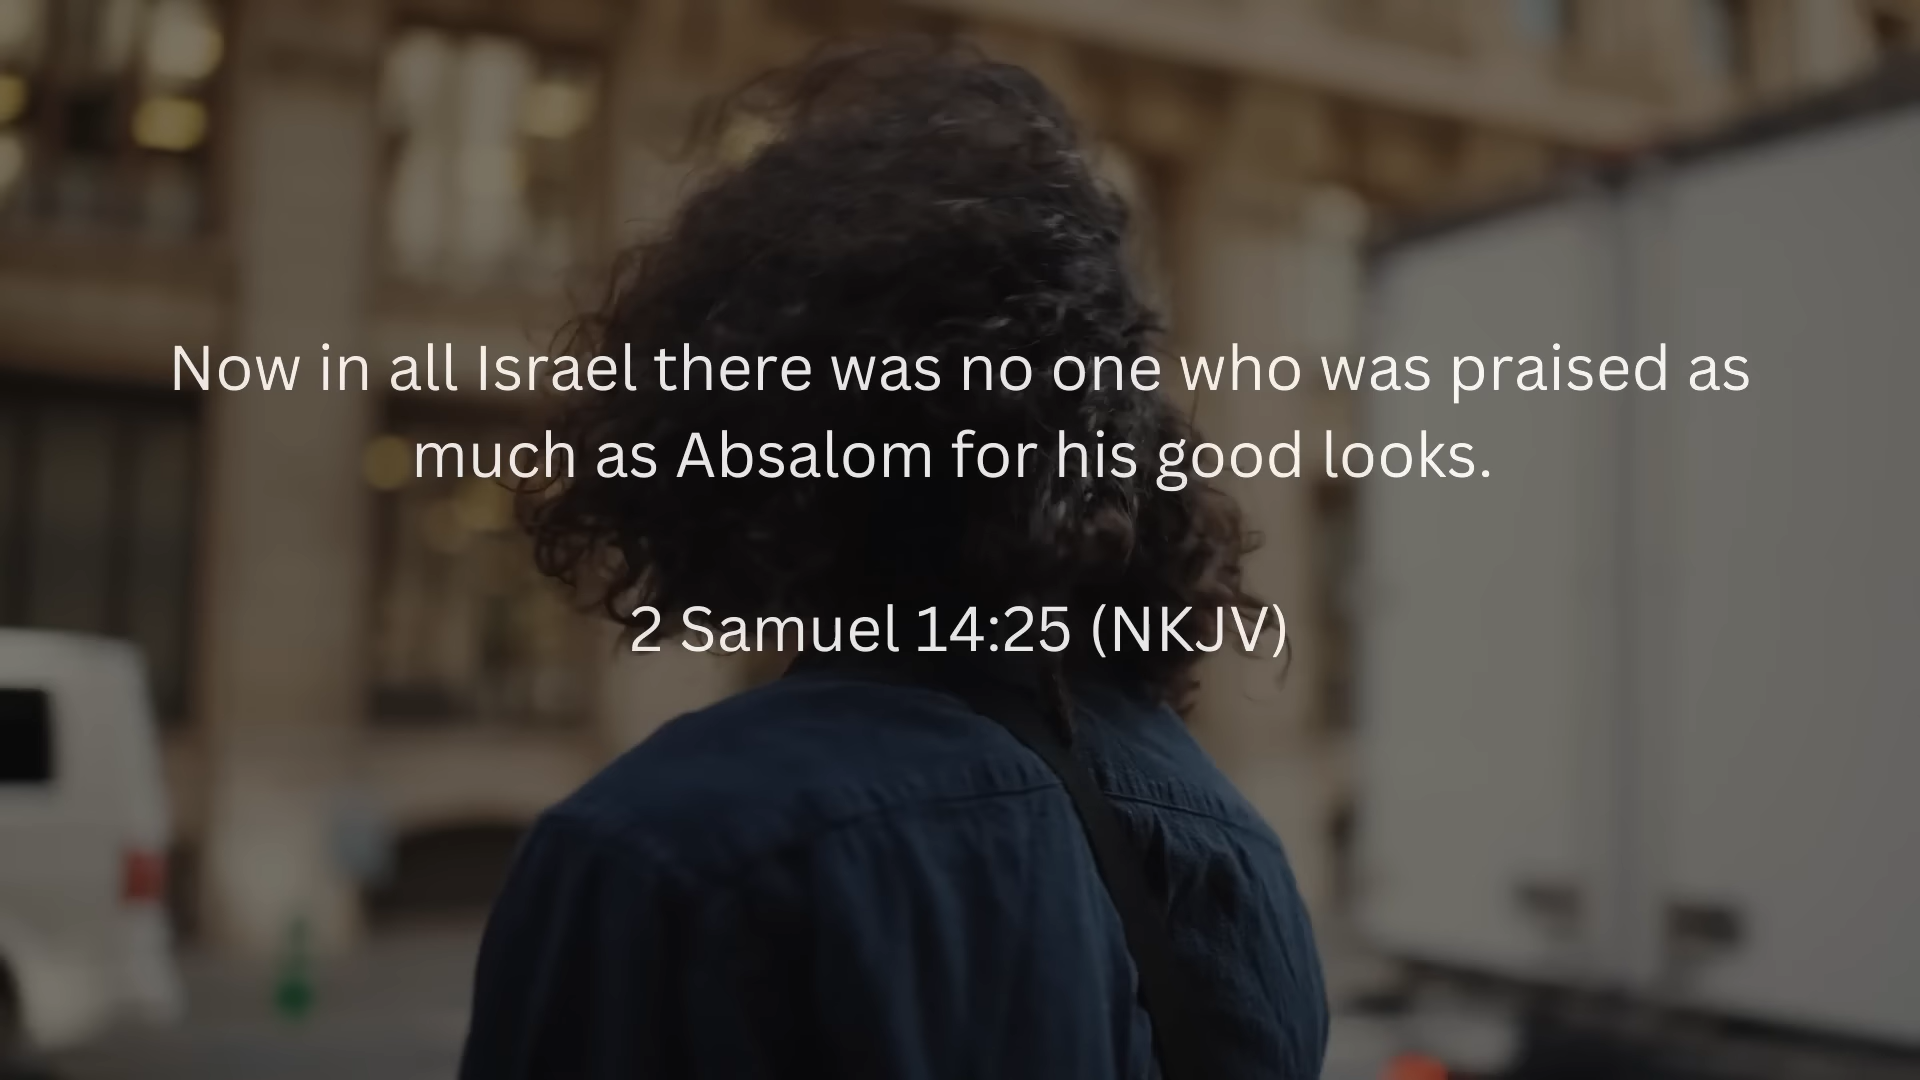 Now in all Israel there was no one who was praised as
much as Absalom for his good looks.
2 Samuel 14:25 (NKJV)